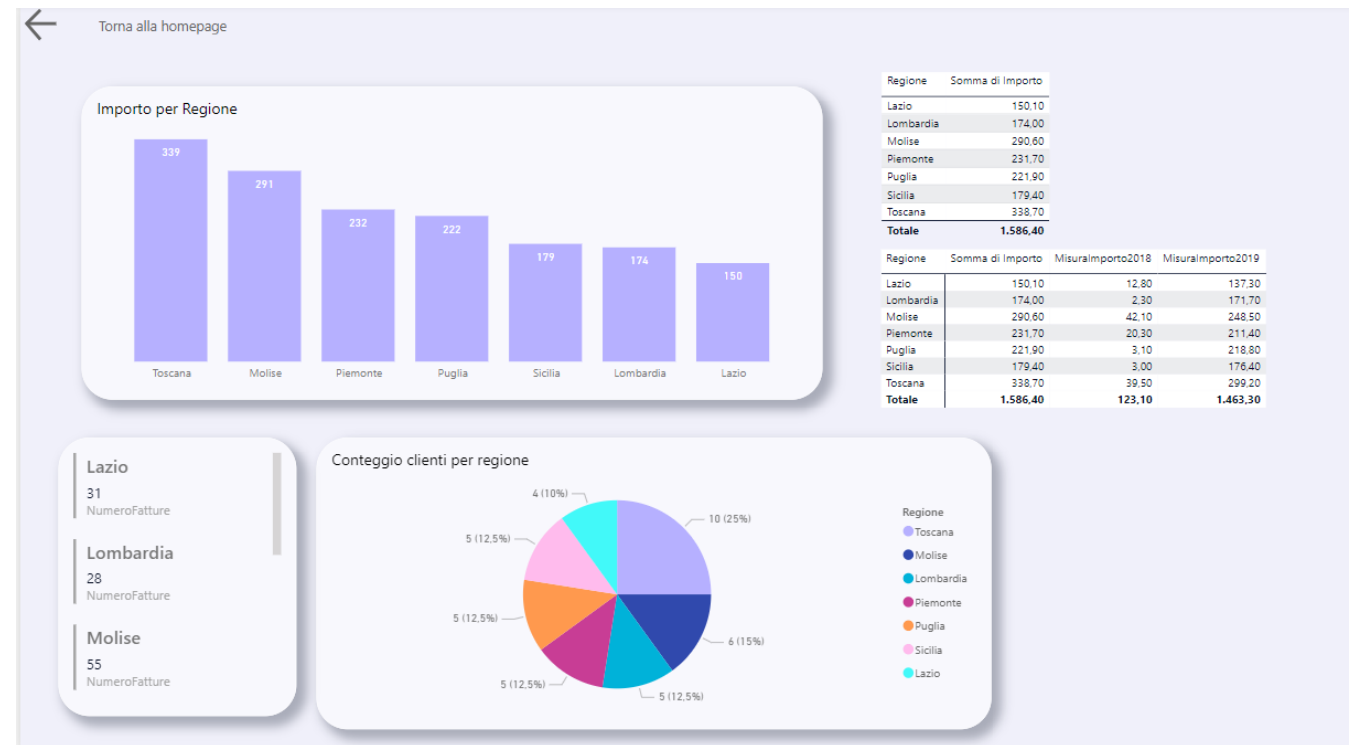 Torna alla homepage
Importo per Regione
339
291
232
222
179
174
150
Toscana Molise Piemonte Puglia Sicilia Lombardia Lazio
Regione Somma di Importo
Lazio 150,10
Lombardia 174,00
Molise 290,60
Piemonte 231,70
Puglia 221,90
Sicilia 179,40
Toscana 338,70
Totale 1.586,40
Regione Somma di Importo MisuraImporto2018 MisuraImporto2019
Lazio 150,10 12,80 137,30
Lombardia 174,00 2,30 171,70
Molise 290,60 42,10 248,50
Piemonte 231,70 20,30 211,40
Puglia 221,90 3,10 218,80
Sicilia 179,40 3,00 176,40
Toscana 338,70 39,50 299,20
Totale 1.586,40 123,10 1.463,30
Lazio
31
NumeroFatture
Lombardia
28
NumeroFatture
Molise
55
NumeroFatture
Conteggio clienti per regione
4 (10%)
10 (25%)
5 (12,5%)
5 (12,5%)
6 (15%)
5 (12,5%)
5 (12,5%)
Regione
Toscana
Molise
Lombardia
Piemonte
Puglia
Sicilia
Lazio